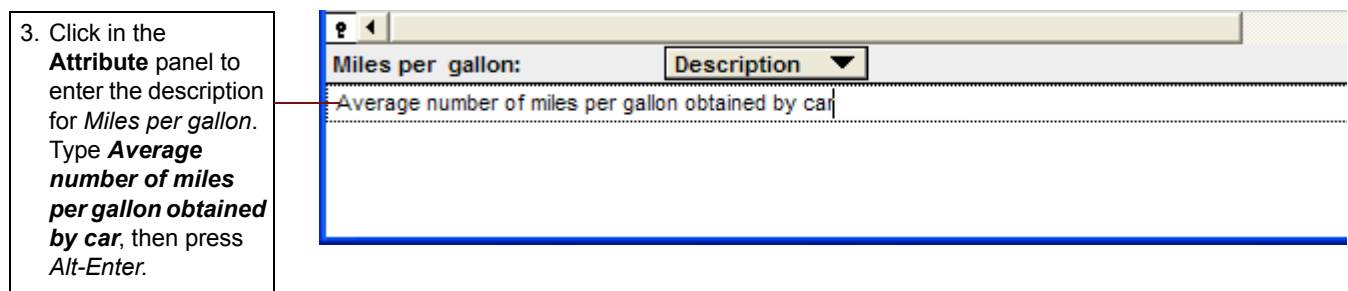 3. Click in the
Attribute panel to
enter the description
for Miles per gallon.
Type Average
number of miles
per gallon obtained
by car, then press
Alt-Enter.
Miles per gallon: Description
Average number of miles per gallon obtained by car